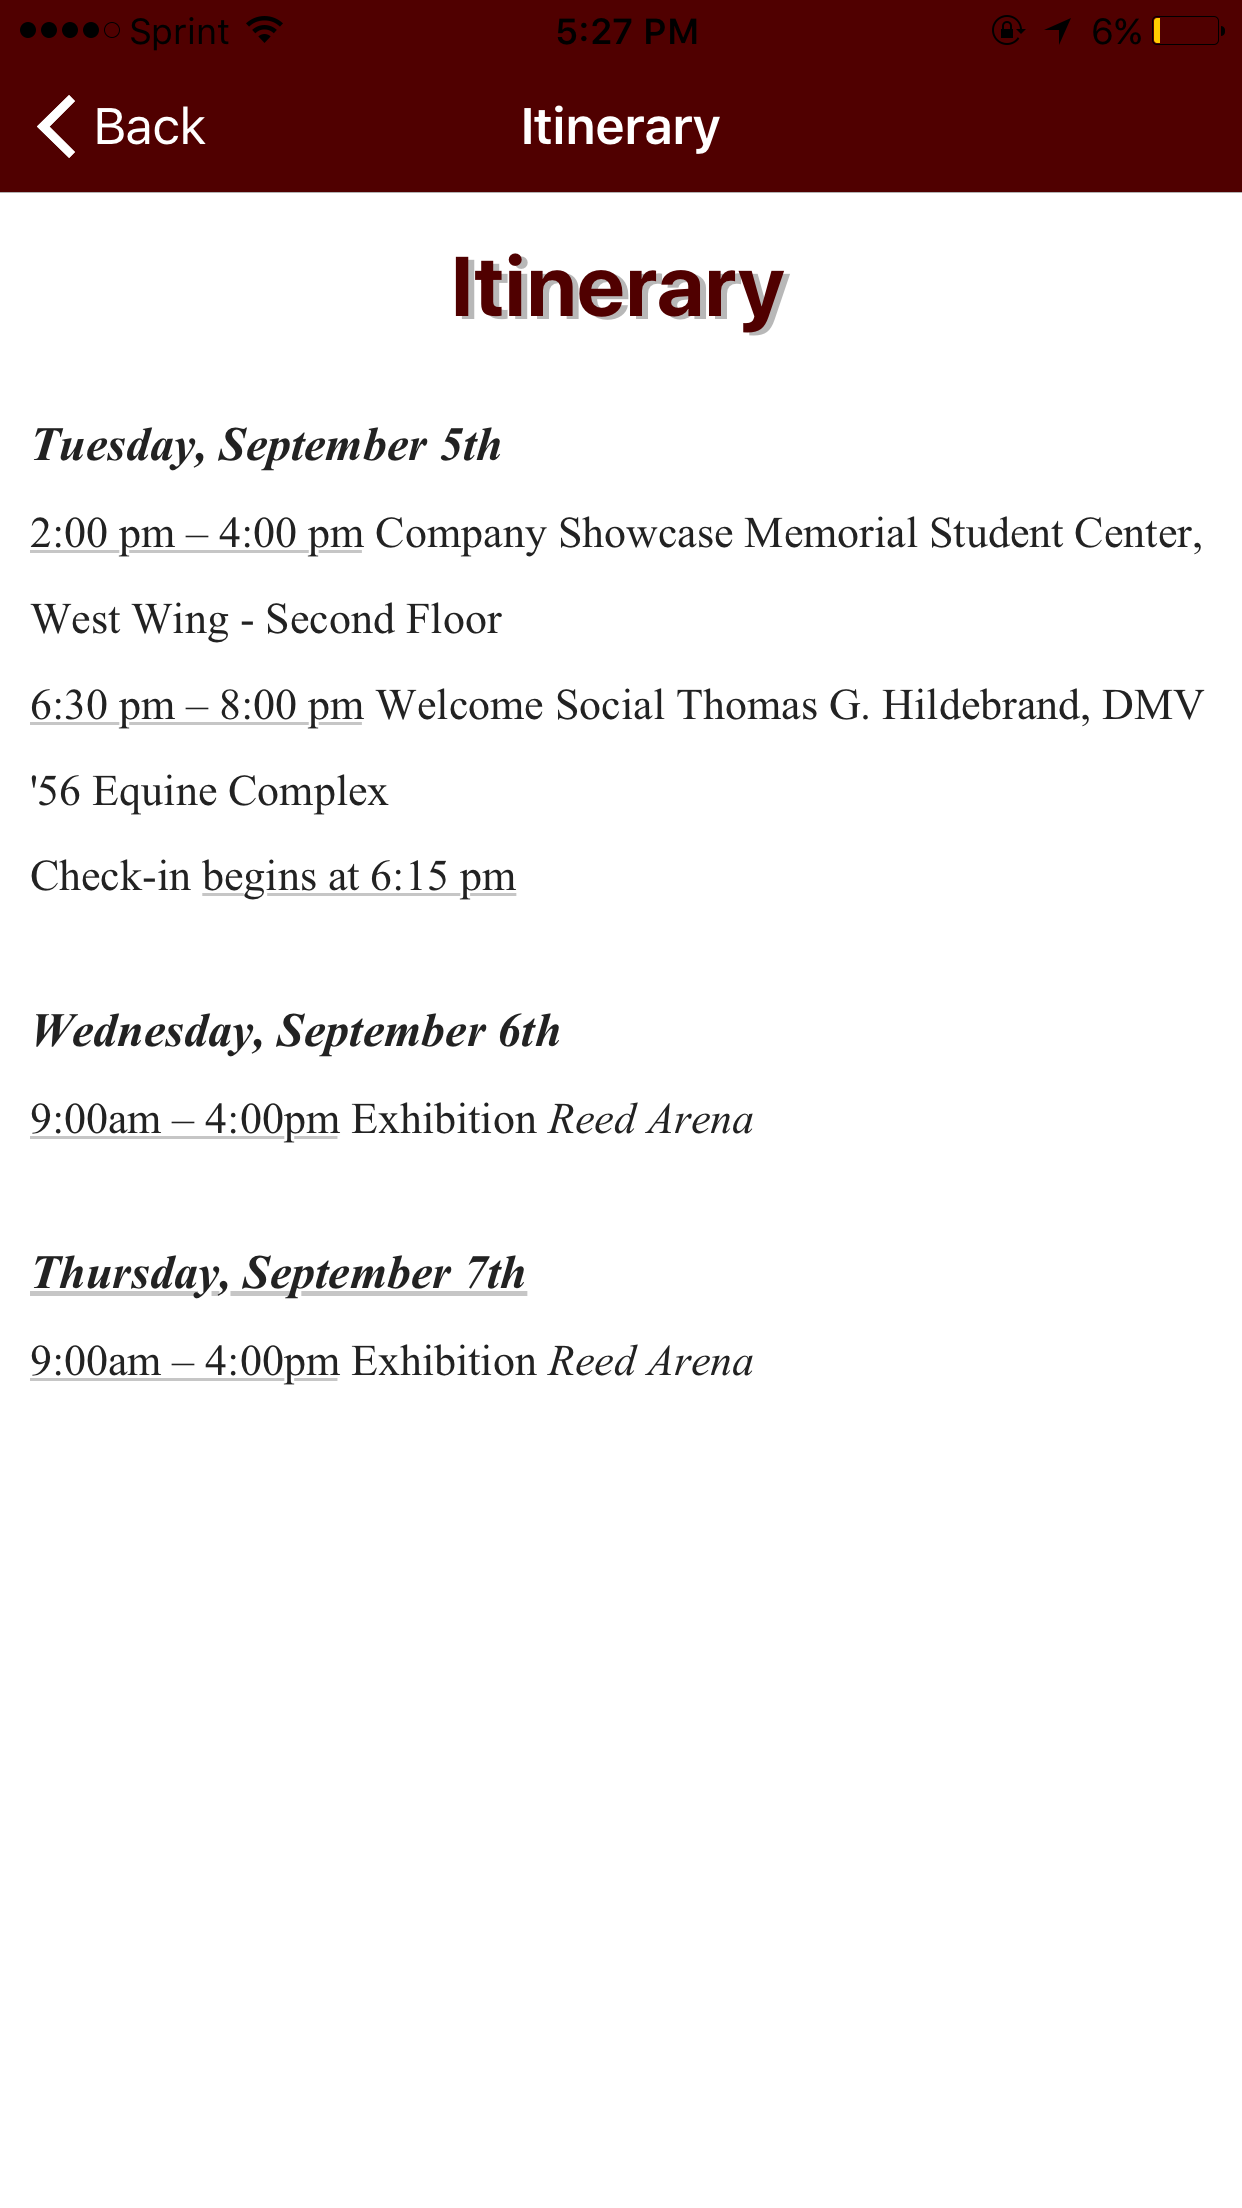 Sprint 5:27 PM 6%
Back Itinerary
Itinerary
Tuesday, September 5th
2:00 pm – 4:00 pm Company Showcase Memorial Student Center,
West Wing - Second Floor
6:30 pm – 8:00 pm Welcome Social Thomas G. Hildebrand, DMV
'56 Equine Complex
Check-in begins at 6:15 pm
Wednesday, September 6th
9:00am – 4:00pm Exhibition Reed Arena
Thursday, September 7th
9:00am – 4:00pm Exhibition Reed Arena